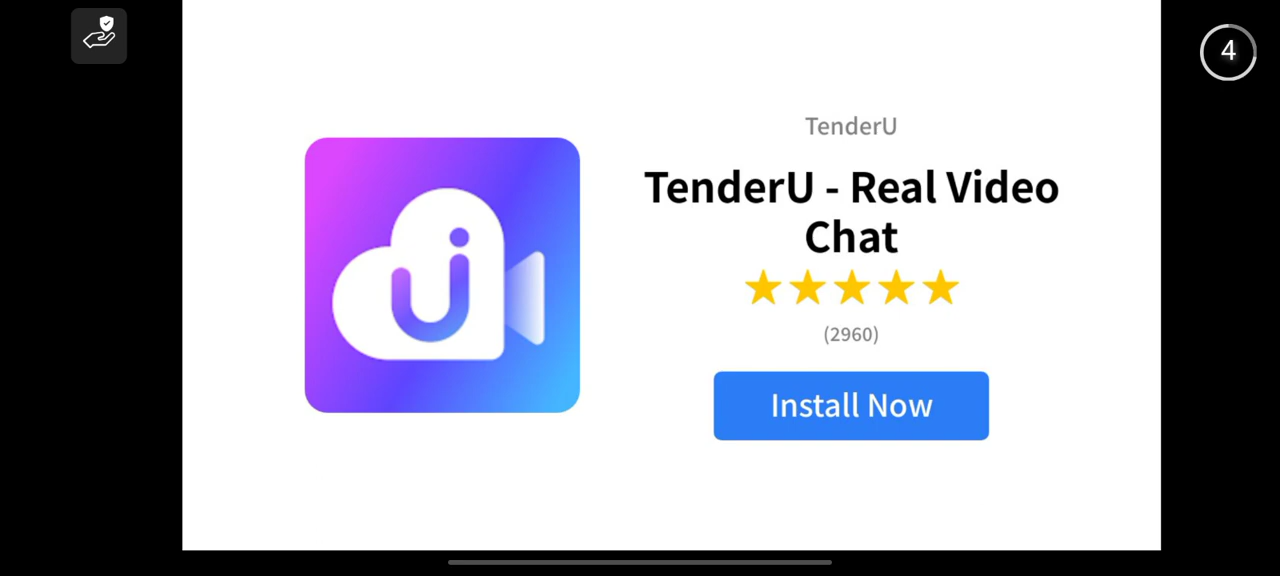 4
TenderU
TenderU - Real Video
Chat
(2960)
Install Now